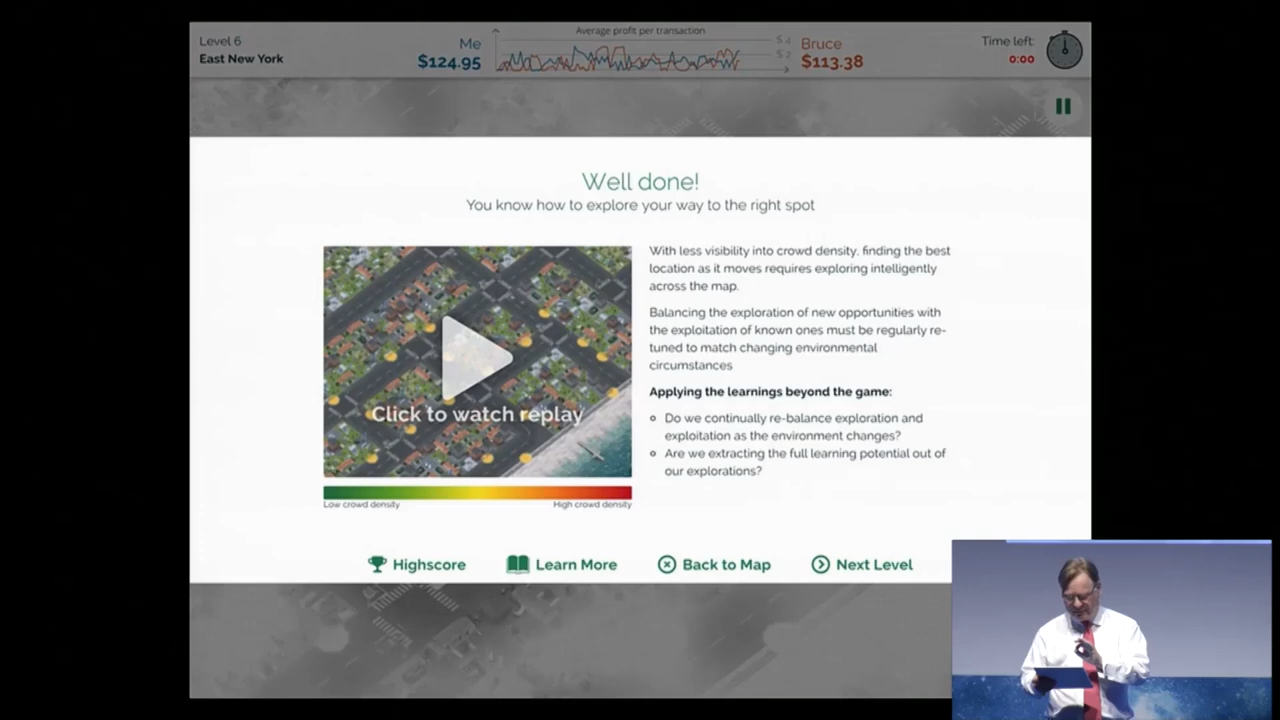 Level 6
East New York
Me
$124.95
Average profit per transaction
$ 4
$ 2
Bruce
$113.38
Time left:
0:00
Well done!
You know how to explore your way to the right spot
Click to watch replay
Low crowd density
High crowd density
With less visibility into crowd density, finding the best
location as it moves requires exploring intelligently
across the map.
Balancing the exploration of new opportunities with
the exploitation of known ones must be regularly re-
tuned to match changing environmental
circumstances
Applying the learnings beyond the game:
Do we continually re-balance exploration and
exploitation as the environment changes?
Are we extracting the full learning potential out of
our explorations?
Highscore
Learn More
Back to Map
Next Level